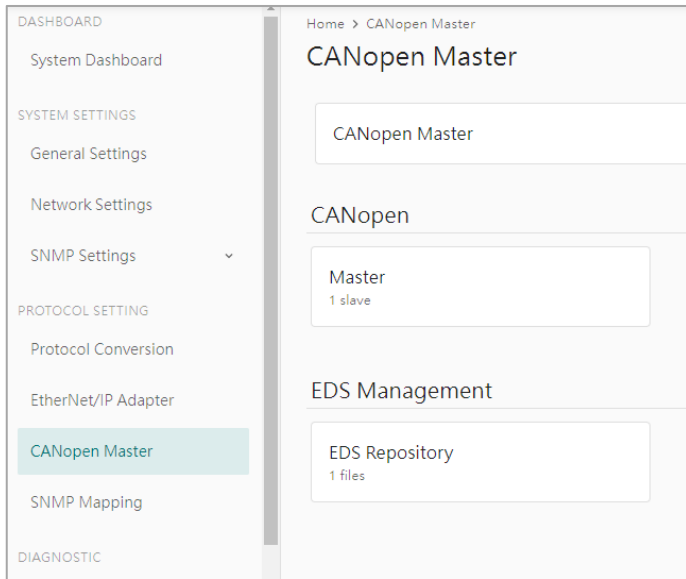 DASHBOARD
System Dashboard
SYSTEM SETTINGS
General Settings
Network Settings
SNMP Settings
PROTOCOL SETTING
Protocol Conversion
EtherNet/IP Adapter
CANopen Master
SNMP Mapping
DIAGNOSTIC
Home > CANopen Master
CANopen Master
CANopen Master
CANopen
Master
1 slave
EDS Management
EDS Repository
1 files